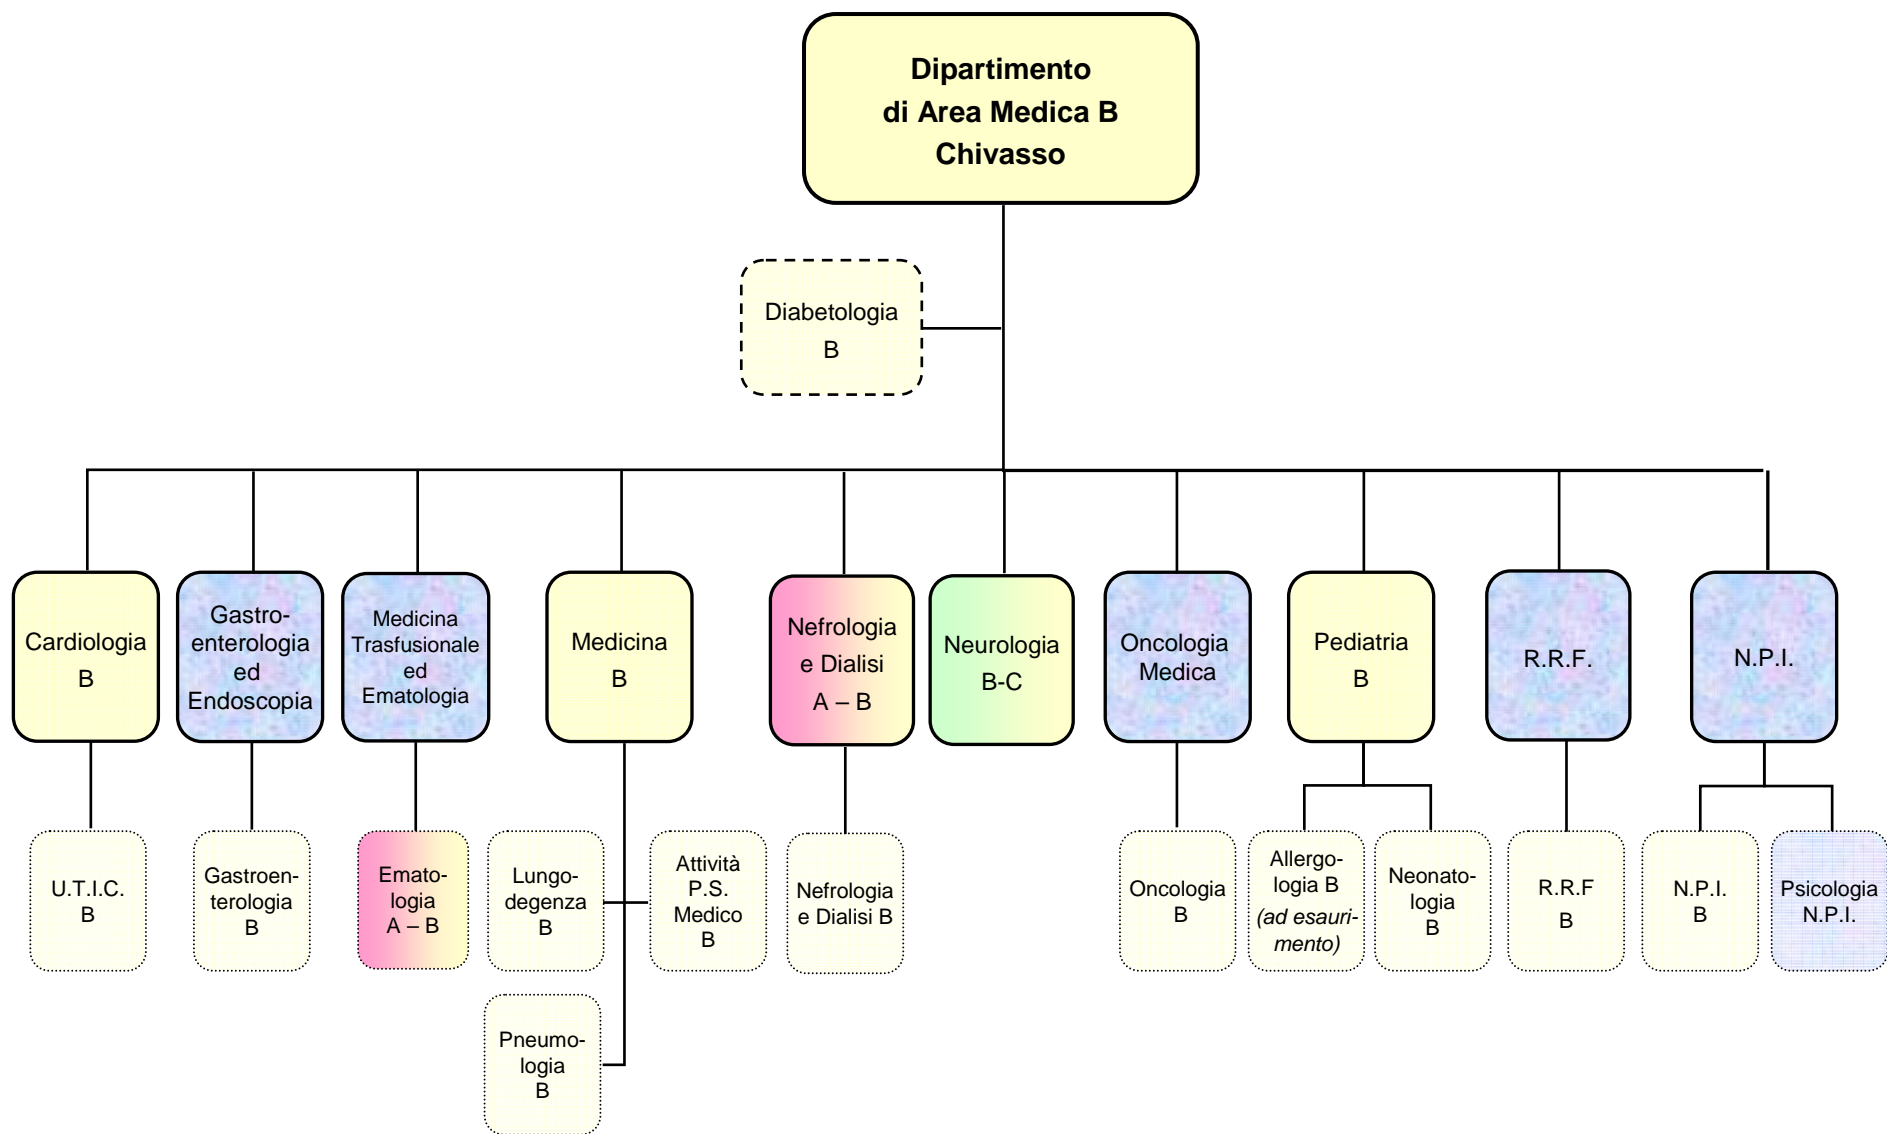 Dipartimento
di Area Medica B
Chivasso
Diabetologia
B
Cardiologia
B
Gastro-
enterologia
ed
Endoscopia
Medicina
Trasfusionale
ed
Ematologia
Medicina
B
Nefrologia
e Dialisi
A – B
Neurologia
B-C
Oncologia
Medica
Pediatria
B
R.R.F.
N.P.I.
U.T.I.C.
B
Gastroen-
terologia
B
Emato-
logia
A – B
Lungo-
degenza
B
Attività
P.S.
Medico
B
Nefrologia
e Dialisi B
Oncologia
B
Allergo-
logia B
(ad esauri-
mento)
Neonato-
logia
B
R.R.F
B
N.P.I.
B
Psicologia
N.P.I.
Pneumo-
logia
B